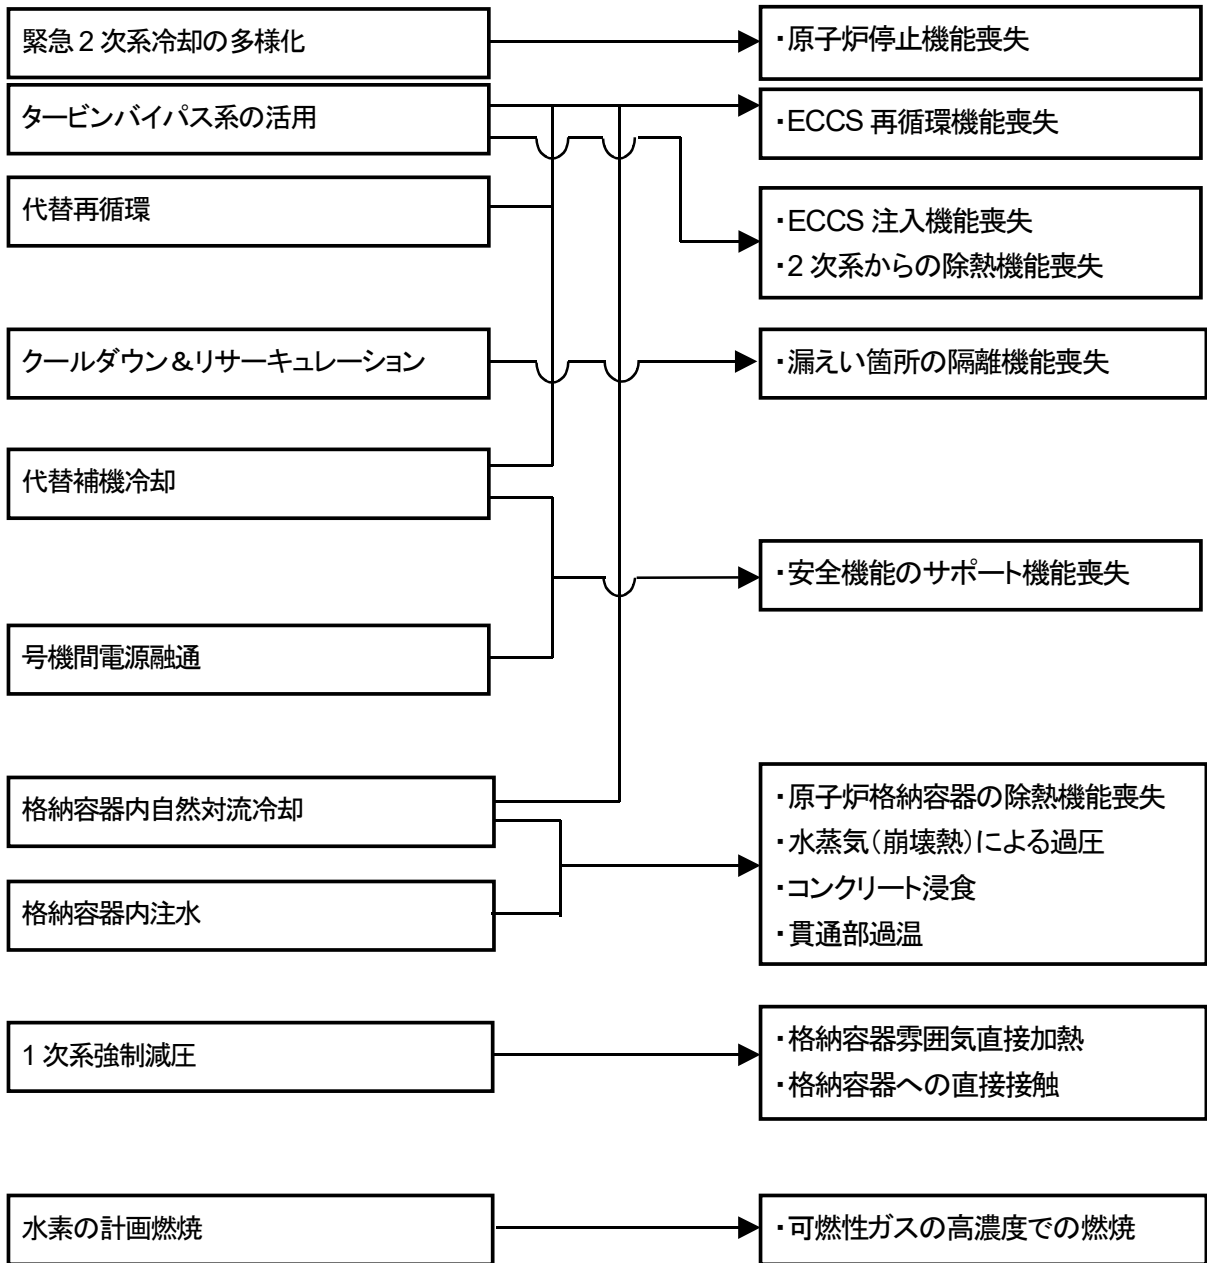 緊急2次系冷却の多様化
・原子炉停止機能喪失
タービンバイパス系の活用
・ECCS 再循環機能喪失
代替再循環
・ECCS 注入機能喪失
・2 次系からの除熱機能喪失
クールダウン&リサーキュレーション
・漏えい箇所の隔離機能喪失
代替補機冷却
・安全機能のサポート機能喪失
号機間電源融通
格納容器内自然対流冷却
・原子炉格納容器の除熱機能喪失
・水蒸気(崩壊熱)による過圧
・コンクリート浸食
・貫通部過温
格納容器内注水
1 次系強制減圧
・格納容器雰囲気直接加熱
・格納容器への直接接触
水素の計画燃焼
・可燃性ガスの高濃度での燃焼